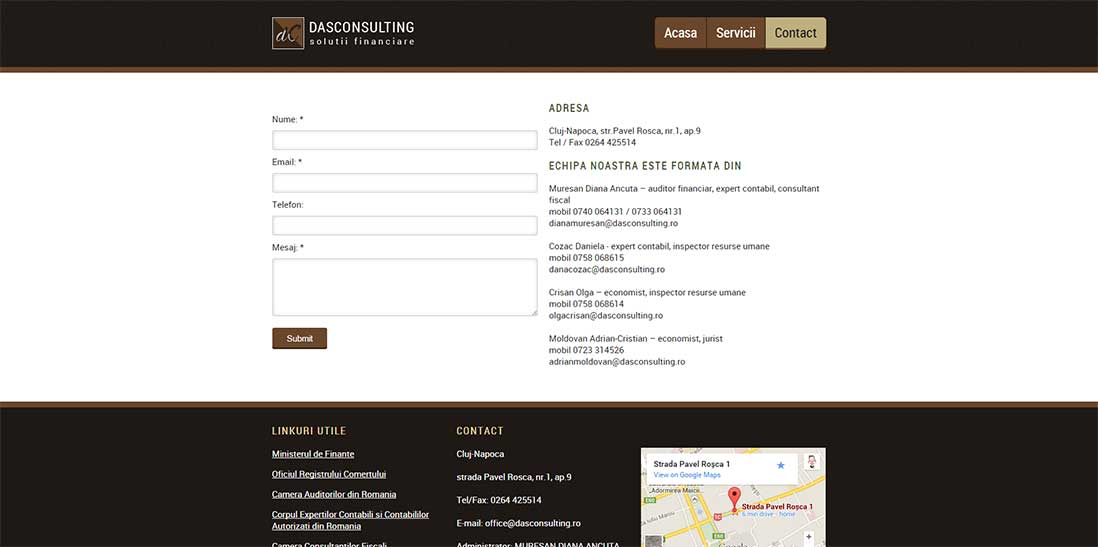 DASCONSULTING
solutii financiare
Acasa
Servicii
Contact
Nume: *
Email: *
Telefon:
Mesaj: *
Submit
ADRESA
Cluj-Napoca, str.Pavel Rosca, nr.1, ap.9
Tel / Fax 0264 425514
ECHIPA NOASTRA ESTE FORMATA DIN
Muresan Diana Ancuta – auditor financiar, expert contabil, consultant
fiscal
mobil 0740 064131 / 0733 064131
dianamuresan@dasconsulting.ro
Cozac Daniela - expert contabil, inspector resurse umane
mobil 0758 068615
danacozac@dasconsulting.ro
Crisan Olga – economist, inspector resurse umane
mobil 0758 068614
olgacrisan@dasconsulting.ro
Moldovan Adrian-Cristian – economist, jurist
mobil 0723 314526
adrianmoldovan@dasconsulting.ro
LINKURI UTILE
Ministerul de Finante
Oficiul Registrului Comertului
Camera Auditorilor din Romania
Corpul Expertilor Contabili si Contabililor
Autorizati din Romania
Camera Consultantilor Fiscali
CONTACT
Cluj-Napoca
strada Pavel Rosca, nr.1, ap.9
Tel/Fax: 0264 425514
E-mail: office@dasconsulting.ro
Administrator: MURESAN DIANA ANCUTA
Strada Pavel Roșca 1
View on Google Maps
„Adormirea Maicii
Strada Pavel Roșca 1
6 min drive - home
Iuliu Maniu
Google